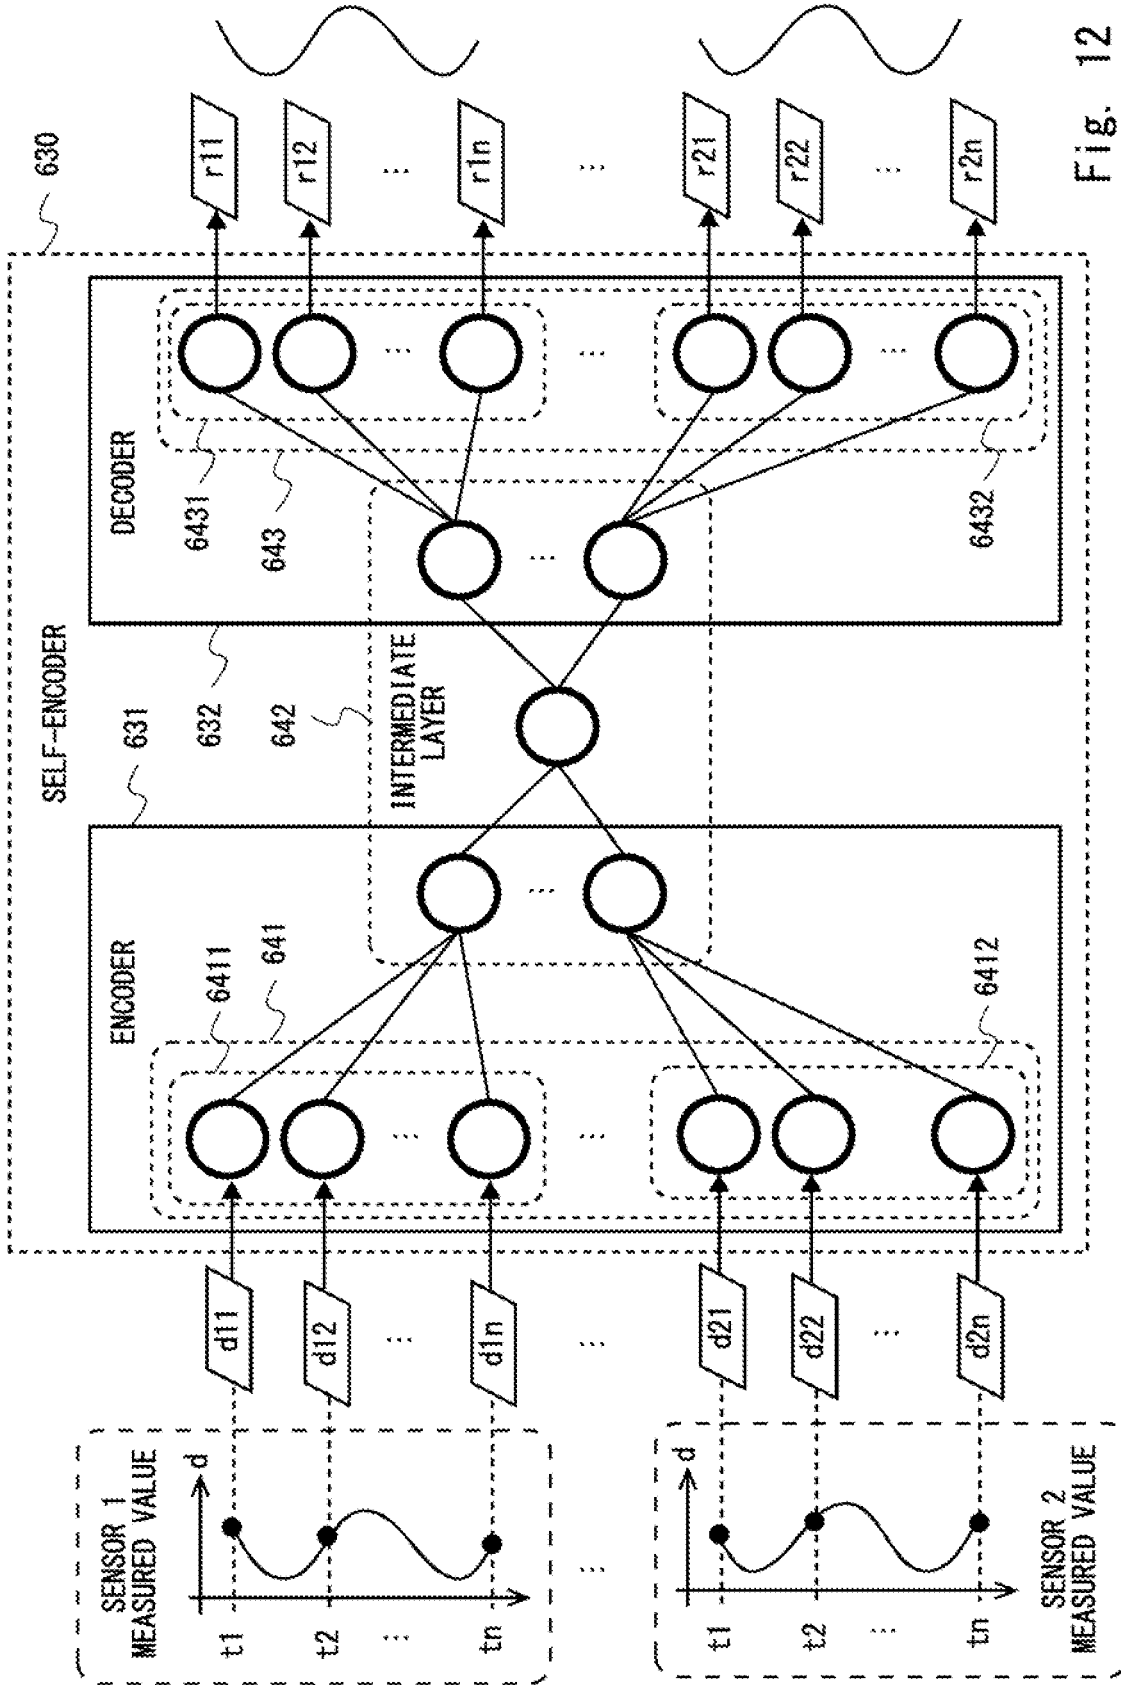 SELF-ENCODER
630
ENCODER
631
DECODER
632
6411
641
INTERMEDIATE
LAYER
642
6431
643
6412
6432
SENSOR 1
MEASURED VALUE
d
t1
t2
...
tn
...
SENSOR 2
MEASURED VALUE
d
t1
t2
...
tn
d11
d12
...
d1n
...
d21
d22
...
d2n
...
...
...
...
...
...
r11
r12
...
r1n
...
r21
r22
...
r2n
Fig. 12